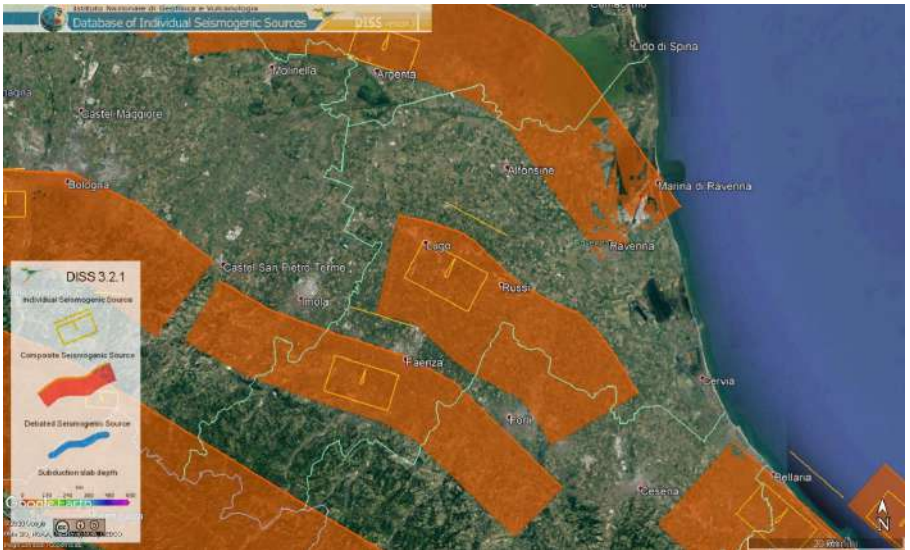 Istituto Nazionale di Geofisica e Vulcanologia
Database of Individual Seismogenic Sources
DISS
Comacchio
Lido di Spina
Molinella
Argenta
Castel Maggiore
Alfonsine
Bologna
Marina di Ravenna
Lugo
Ravenna
Castel San Pietro Terme
Russi
Imola
Faenza
Cervia
Forlì
Cesena
Bellaria
DISS 3.2.1
Individual Seismogenic Source
Composite Seismogenic Source
Debated Seismogenic Source
Subduction slab depth
Google Earth
N